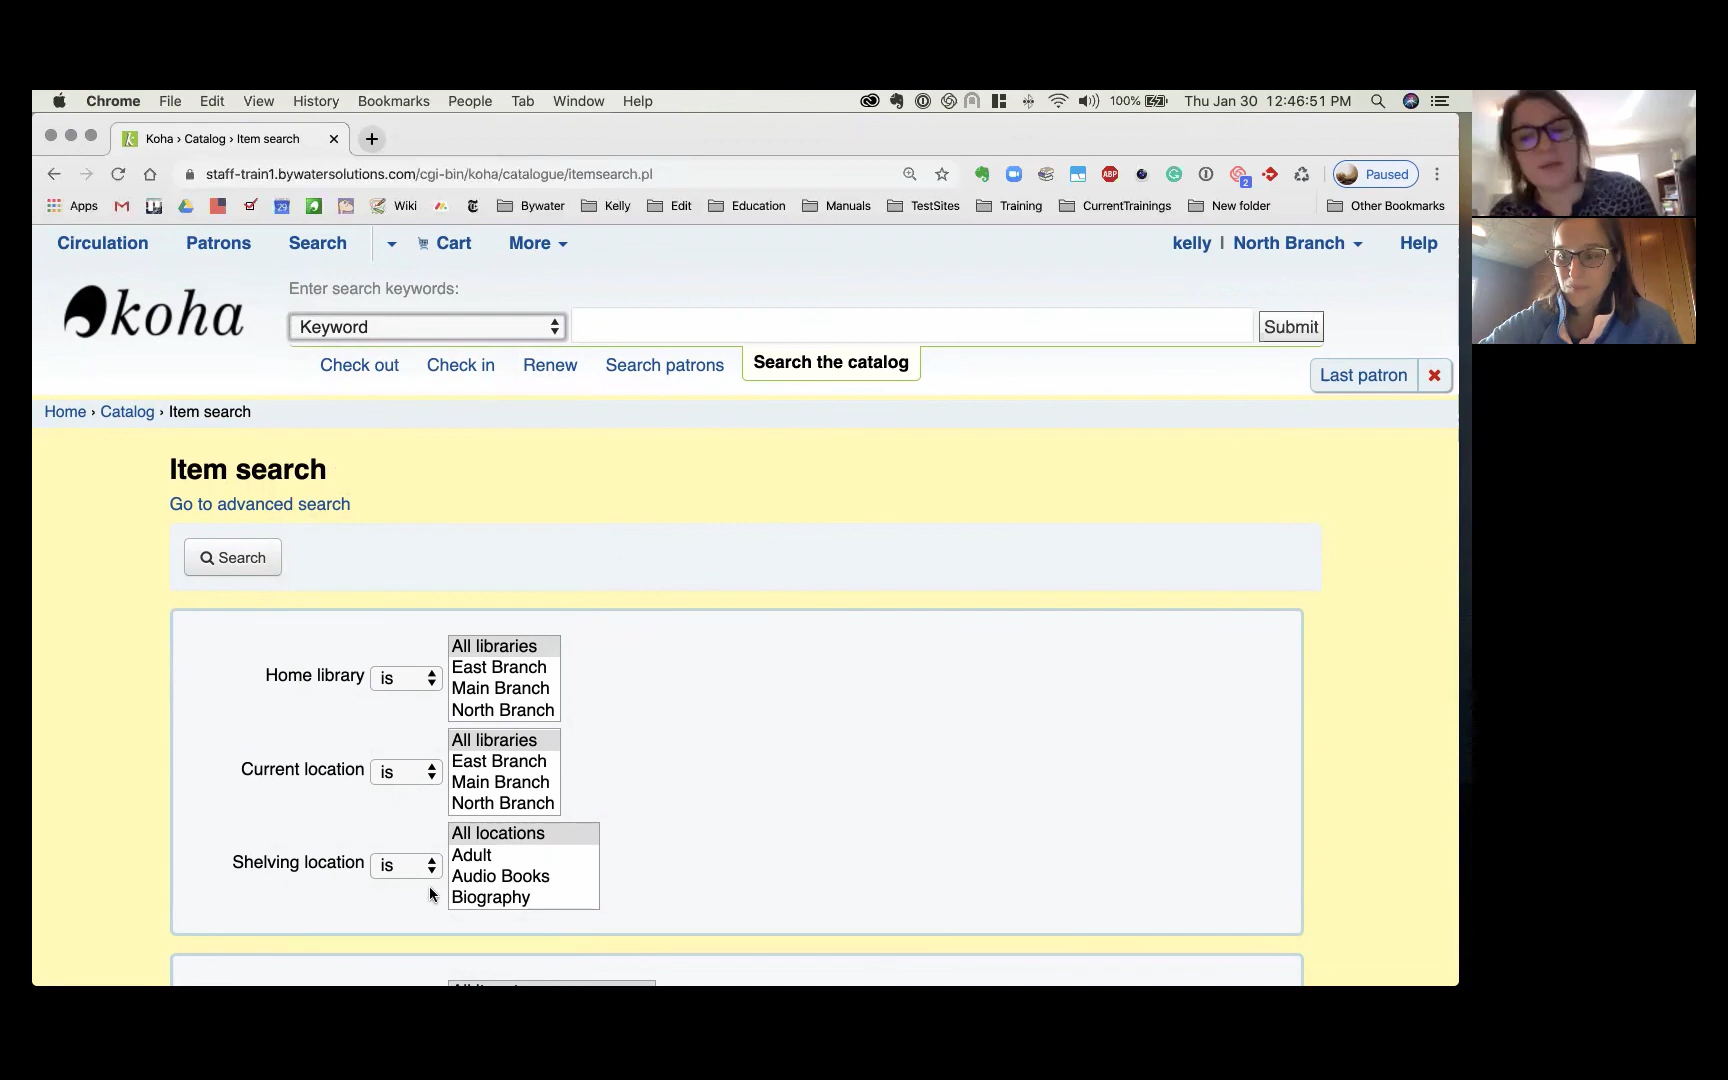 Chrome File Edit View History Bookmarks People Tab Window Help 100% Thu Jan 30 12:46:51 PM
Koha › Catalog › Item search
staff-train1.bywatersolutions.com/cgi-bin/koha/catalogue/itemsearch.pl ABP 2 Paused
Apps 29 Wiki Bywater Kelly Edit Education Manuals TestSites Training CurrentTrainings New folder Other Bookmarks
Circulation Patrons Search Cart More kelly | North Branch Help
Enter search keywords:
koha
Keyword Submit
Check out Check in Renew Search patrons Search the catalog
Last patron
Home › Catalog › Item search
Item search
Go to advanced search
Search
Home library is
All libraries
East Branch
Main Branch
North Branch
Current location is
All libraries
East Branch
Main Branch
North Branch
Shelving location is
All locations
Adult
Audio Books
Biography